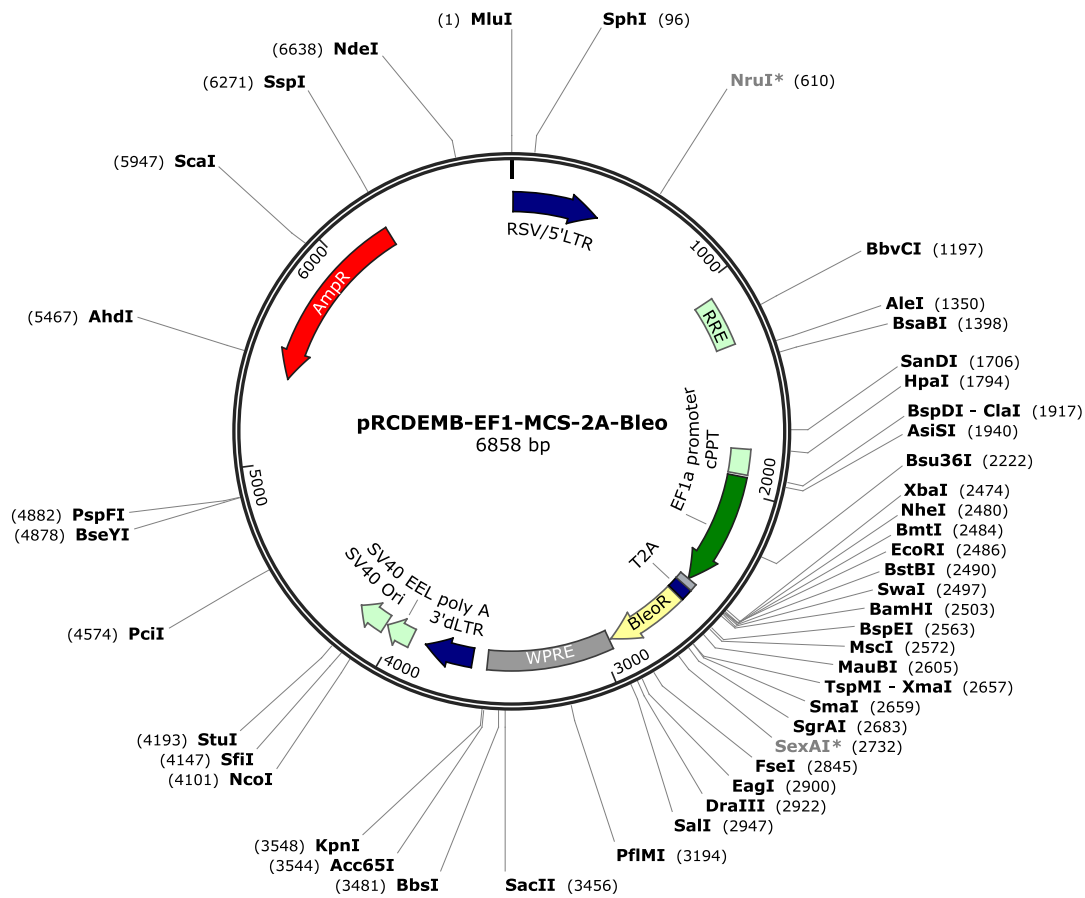 (1) MluI
SphI (96)
(6638) NdeI
(6271) SspI
NruI* (610)
(5947) ScaI
RSV/5'LTR
1000
6000
AmpR
BbvCI (1197)
AleI (1350)
(5467) AhdI
BsaBI (1398)
RRE
SanDI (1706)
HpaI (1794)
BspDI - ClaI (1917)
pRCDEMB-EF1-MCS-2A-Bleo
AsiSI (1940)
6858 bp
EF1a promoter
cPPT
Bsu36I (2222)
2000
5000
XbaI (2474)
NheI (2480)
(4882) PspFI
BmtI (2484)
(4878) BseYI
EcoRI (2486)
T2A
BstBI (2490)
SwaI (2497)
BamHI (2503)
SV40 EEL poly A
SV40 Ori
3'dLTR
BleoR
BspEI (2563)
(4574) PciI
MscI (2572)
WPRE
3000
4000
MauBI (2605)
TspMI - XmaI (2657)
SmaI (2659)
SgrAI (2683)
(4193) StuI
SexAI* (2732)
(4147) SfiI
FseI (2845)
(4101) NcoI
EagI (2900)
DraIII (2922)
SalI (2947)
(3548) KpnI
PflMI (3194)
(3544) Acc65I
(3481) BbsI
SacII (3456)